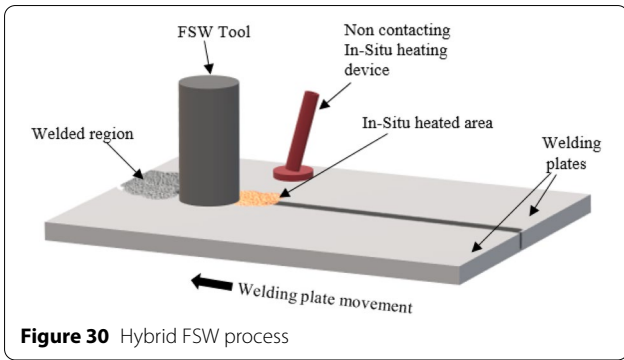 FSW Tool
Non contacting
In-Situ heating
device
Welded region
In-Situ heated area
Welding
plates
Welding plate movement
Figure 30 Hybrid FSW process